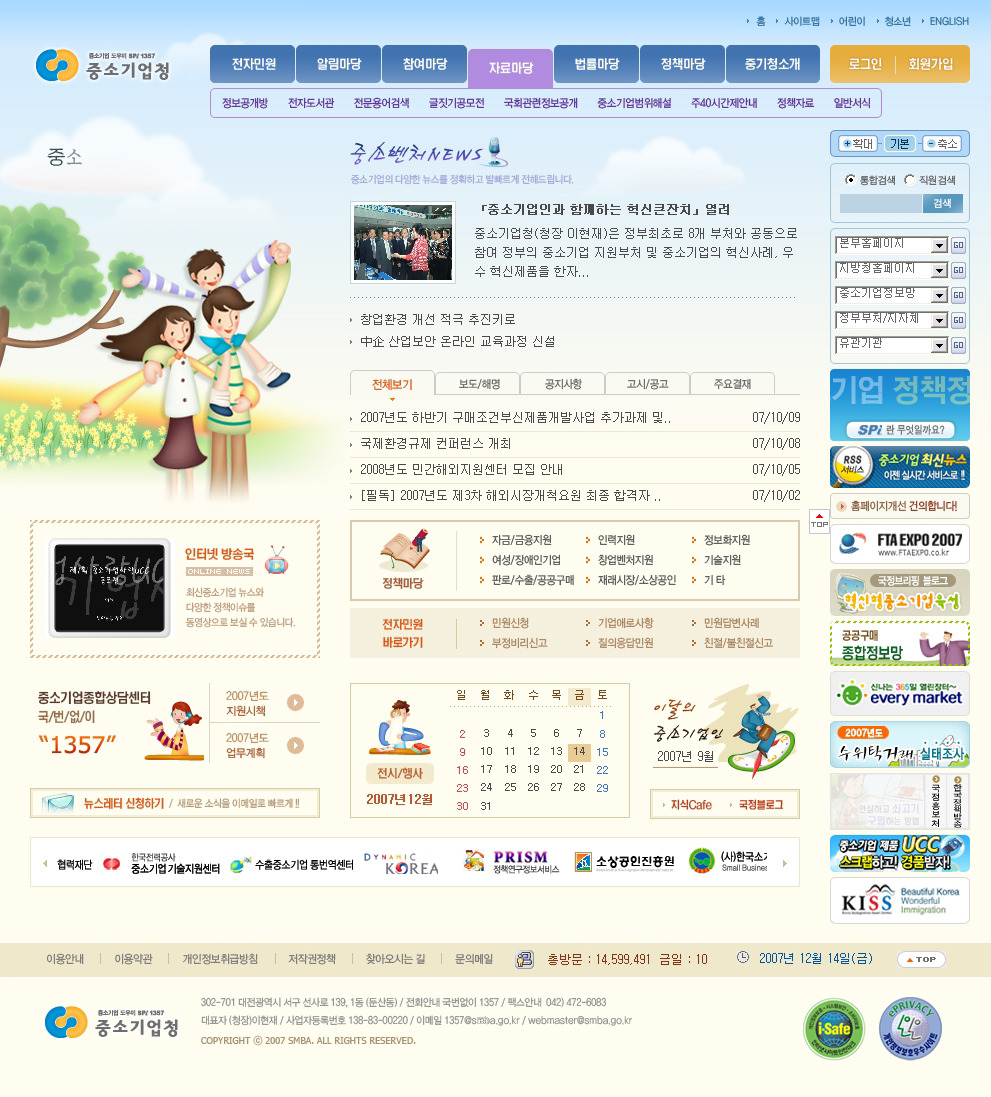 홈 사이트맵 어린이 청소년 ENGLISH
중소기업 도우미 SPi 1357
중소기업청
전자민원 알림마당 참여마당 자료마당 법률마당 정책마당 중기청소개
로그인 회원가입
정보공개방 전자도서관 전문용어검색 글짓기공모전 국회관련정보공개 중소기업범위해설 주40시간제안내 정책자료 일반서식
중소
중소벤처NEWS
중소기업의 다양한 뉴스를 정확하고 발빠르게 전해드립니다.
「중소기업인과 함께하는 혁신큰잔치」 열려
중소기업청(청장 이현재)은 정부최초로 8개 부처와 공동으로
참여 정부의 중소기업 지원부처 및 중소기업의 혁신사례, 우
수 혁신제품을 한자...
창업환경 개선 적극 추진키로
中企 산업보안 온라인 교육과정 신설
전체보기 보도/해명 공지사항 고시/공고 주요결재
2007년도 하반기 구매조건부신제품개발사업 추가과제 및.. 07/10/09
국제환경규제 컨퍼런스 개최 07/10/08
2008년도 민간해외지원센터 모집 안내 07/10/05
[필독] 2007년도 제3차 해외시장개척요원 최종 합격자 .. 07/10/02
확대 기본 축소
통합검색 직원검색
검색
본부홈페이지 GO
지방청홈페이지 GO
중소기업정보망 GO
정부부처/지자체 GO
유관기관 GO
기업 정책정
SPi 란 무엇일까요?
RSS 서비스
중소기업 최신뉴스
이젠 실시간 서비스로!!
홈페이지개선 건의합니다!
TOP
FTA EXPO 2007
www.FTAEXPO.co.kr
국정브리핑 블로그
혁신형중소기업육성
공공구매
종합정보망
신나는 365일 열린장터~
every market
2007년도
수위탁거래 실태조사
안심하고 쇠고기
구입하는 방법
국정홍보처
한국정책방송
중소기업 제품 UCC
스크랩하고! 경품받자!
KISS
Beautiful Korea
Wonderful
Immigration
인터넷 방송국
ONLINE NEWS
최신중소기업 뉴스와
다양한 정책이슈를
동영상으로 보실 수 있습니다.
정책마당
자금/금융지원 인력지원 정보화지원
여성/장애인기업 창업벤처지원 기술지원
판로/수출/공공구매 재래시장/소상공인 기 타
전자민원
바로가기
민원신청 기업애로사항 민원답변사례
부정비리신고 질의응답민원 친절/불친절신고
중소기업종합상담센터
국/번/없/이
“1357”
2007년도
지원시책
2007년도
업무계획
뉴스레터 신청하기 / 새로운 소식을 이메일로 빠르게!!
전시/행사
2007년12월
일 월 화 수 목 금 토
1
2 3 4 5 6 7 8
9 10 11 12 13 14 15
16 17 18 19 20 21 22
23 24 25 26 27 28 29
30 31
이달의
중소기업인
2007년 9월
지식Cafe 국정블로그
협력재단
한국전력공사
중소기업 기술지원센터
수출중소기업 통번역센터
DYNAMIC
KOREA
PRISM
정책연구정보서비스
소상공인진흥원
(사)한국소기
Small Busines
이용안내 이용약관 개인정보취급방침 저작권정책 찾아오시는 길 문의메일
총방문 : 14,599,491 금일 : 10
2007년 12월 14일(금)
TOP
중소기업 도우미 SPi 1357
중소기업청
302-701 대전광역시 서구 선사로 139, 1동 (둔산동) / 전화안내 국번없이 1357 / 팩스안내 042) 472-6083
대표자 (청장)이현재 / 사업자등록번호 138-83-00220 / 이메일 1357@smba.go.kr / webmaster@smba.go.kr
COPYRIGHT ⓒ 2007 SMBA. ALL RIGHTS RESERVED.
i-Safe
ePRIVACY
개인정보보호우수사이트